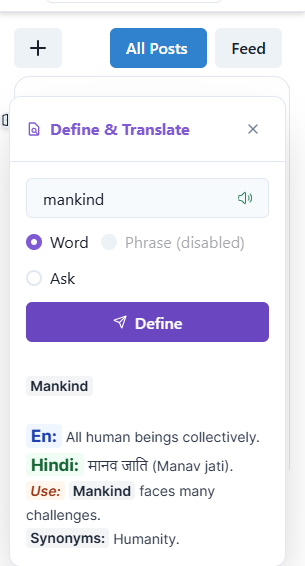 All Posts
Feed
Define & Translate
mankind
Word
Phrase (disabled)
Ask
Define
Mankind
En: All human beings collectively.
Hindi: मानव जाति (Manav jati).
Use: Mankind faces many
challenges.
Synonyms: Humanity.